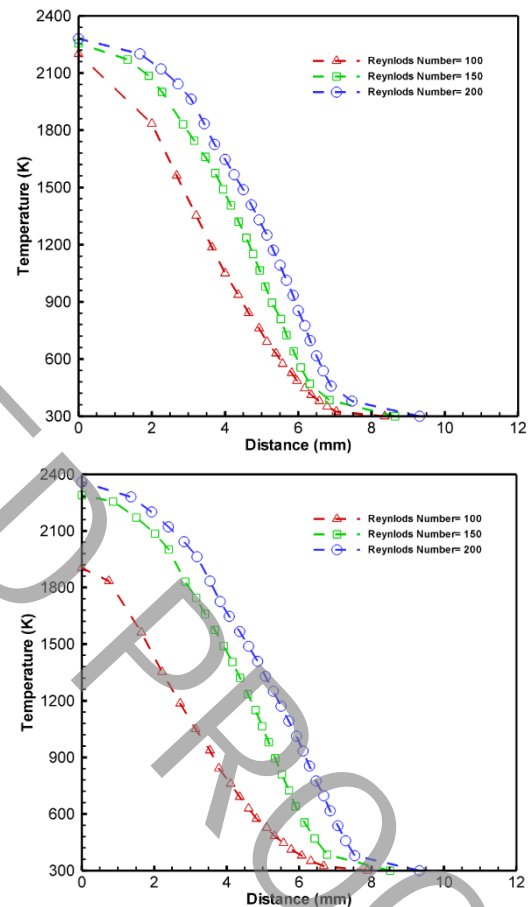 2400
2100
1800
1500
1200
900
600
300
Temperature (K)
Reynlods Number= 100
Reynlods Number= 150
Reynlods Number= 200
0 2 4 6 8 10 12
Distance (mm)
2400
2100
1800
1500
1200
900
600
300
Temperature (K)
Reynlods Number= 100
Reynlods Number= 150
Reynlods Number= 200
0 2 4 6 8 10 12
Distance (mm)
D PRO